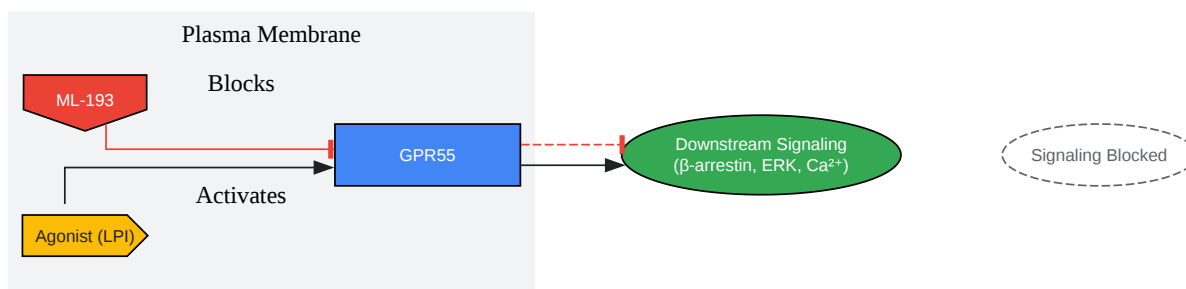 Plasma Membrane
Blocks
ML-193
GPR55
Downstream Signaling
(β-arrestin, ERK, Ca²⁺)
Signaling Blocked
Activates
Agonist (LPI)